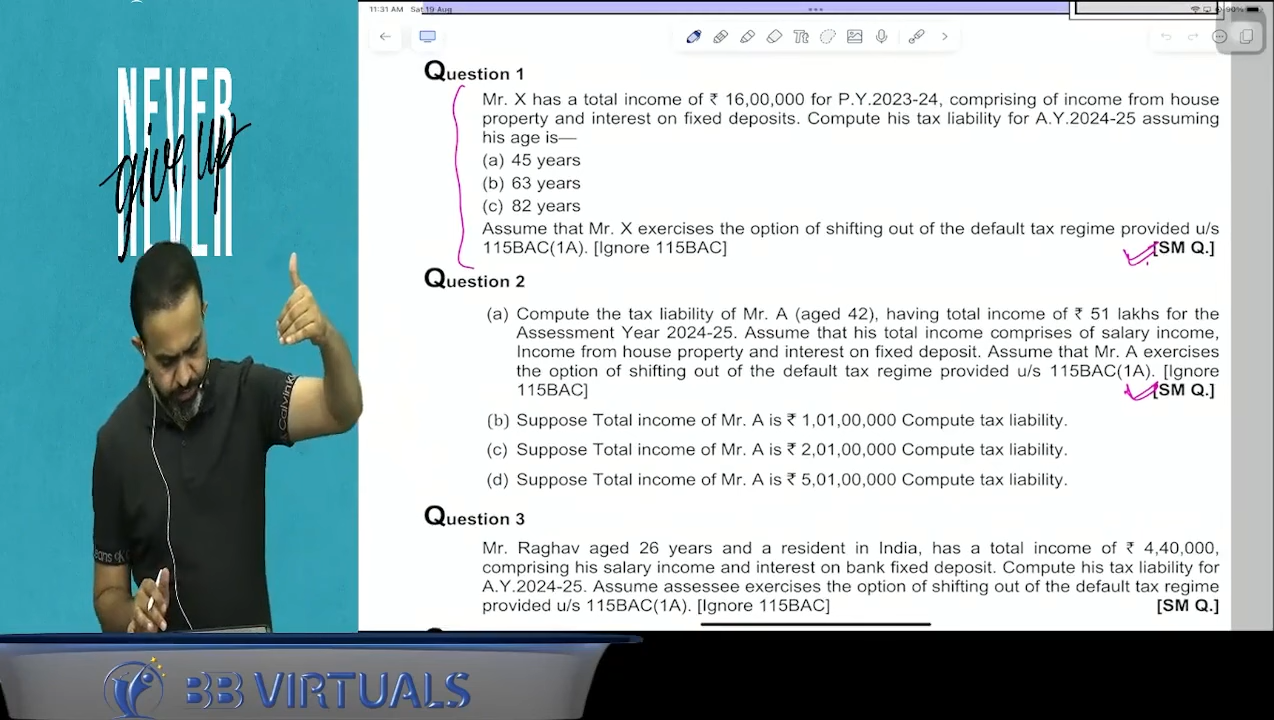 11:31 AM Sat 19 Aug
90%
NEVER
give up
NEVER
Question 1
Mr. X has a total income of ₹ 16,00,000 for P.Y.2023-24, comprising of income from house
property and interest on fixed deposits. Compute his tax liability for A.Y.2024-25 assuming
his age is—
(a) 45 years
(b) 63 years
(c) 82 years
Assume that Mr. X exercises the option of shifting out of the default tax regime provided u/s
115BAC(1A). [Ignore 115BAC] [SM Q.]
Question 2
(a) Compute the tax liability of Mr. A (aged 42), having total income of ₹ 51 lakhs for the
Assessment Year 2024-25. Assume that his total income comprises of salary income,
Income from house property and interest on fixed deposit. Assume that Mr. A exercises
the option of shifting out of the default tax regime provided u/s 115BAC(1A). [Ignore
115BAC] [SM Q.]
(b) Suppose Total income of Mr. A is ₹ 1,01,00,000 Compute tax liability.
(c) Suppose Total income of Mr. A is ₹ 2,01,00,000 Compute tax liability.
(d) Suppose Total income of Mr. A is ₹ 5,01,00,000 Compute tax liability.
Question 3
Mr. Raghav aged 26 years and a resident in India, has a total income of ₹ 4,40,000,
comprising his salary income and interest on bank fixed deposit. Compute his tax liability for
A.Y.2024-25. Assume assessee exercises the option of shifting out of the default tax regime
provided u/s 115BAC(1A). [Ignore 115BAC] [SM Q.]
BB VIRTUALS